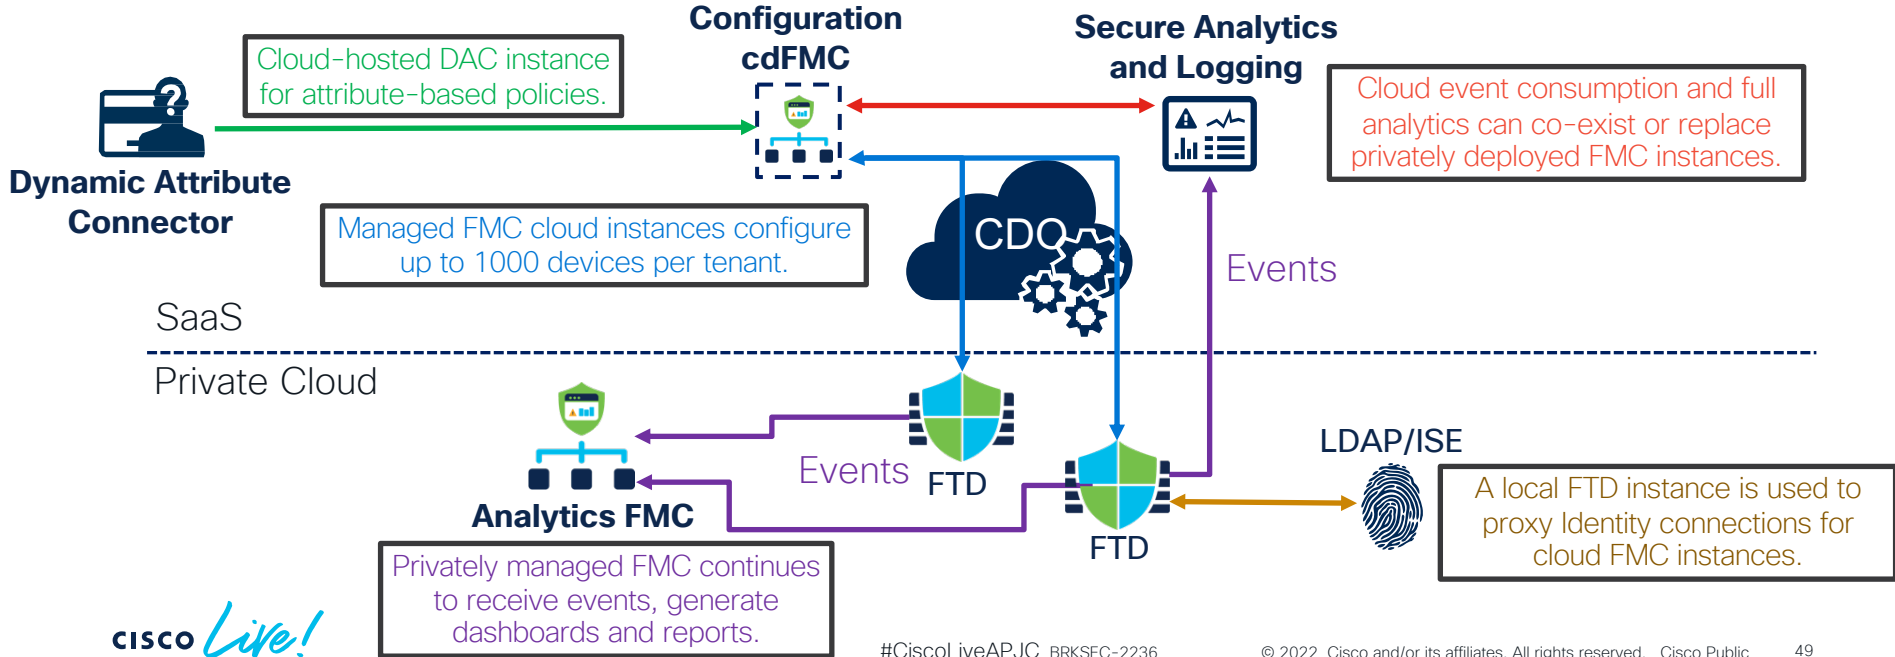 Configuration
cdFMC
Secure Analytics
and Logging
Cloud-hosted DAC instance
for attribute-based policies.
Cloud event consumption and full
analytics can co-exist or replace
privately deployed FMC instances.
Dynamic Attribute
Connector
Managed FMC cloud instances configure
up to 1000 devices per tenant.
CDO
Events
SaaS
Private Cloud
Events
FTD
LDAP/ISE
Analytics FMC
FTD
A local FTD instance is used to
proxy Identity connections for
cloud FMC instances.
Privately managed FMC continues
to receive events, generate
dashboards and reports.
CISCO Live!
#CiscoLiveAPJC BRKSEC-2236
© 2022 Cisco and/or its affiliates. All rights reserved. Cisco Public
49